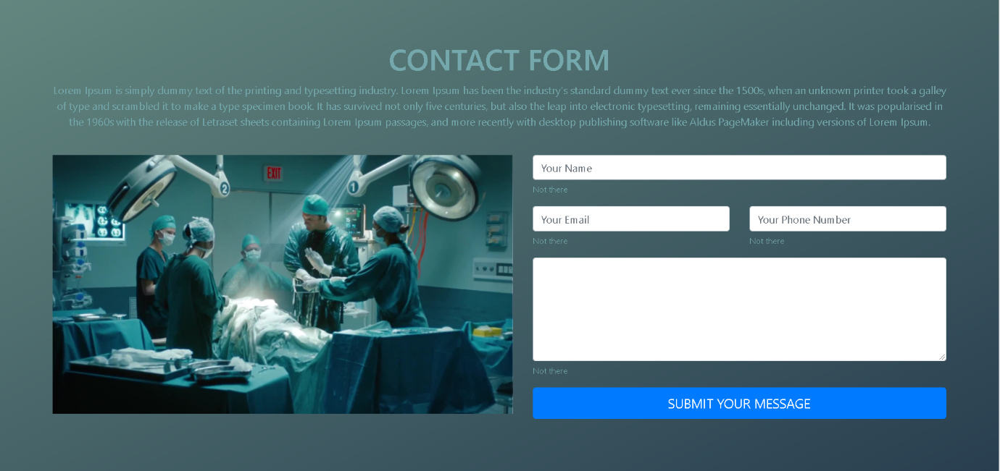 CONTACT FORM
Lorem Ipsum is simply dummy text of the printing and typesetting industry. Lorem Ipsum has been the industry's standard dummy text ever since the 1500s, when an unknown printer took a galley
of type and scrambled it to make a type specimen book. It has survived not only five centuries, but also the leap into electronic typesetting, remaining essentially unchanged. It was popularised in
the 1960s with the release of Letraset sheets containing Lorem Ipsum passages, and more recently with desktop publishing software like Aldus PageMaker including versions of Lorem Ipsum.
EXIT
2
1
Your Name
Not there
Your Email
Your Phone Number
Not there
Not there
Not there
SUBMIT YOUR MESSAGE